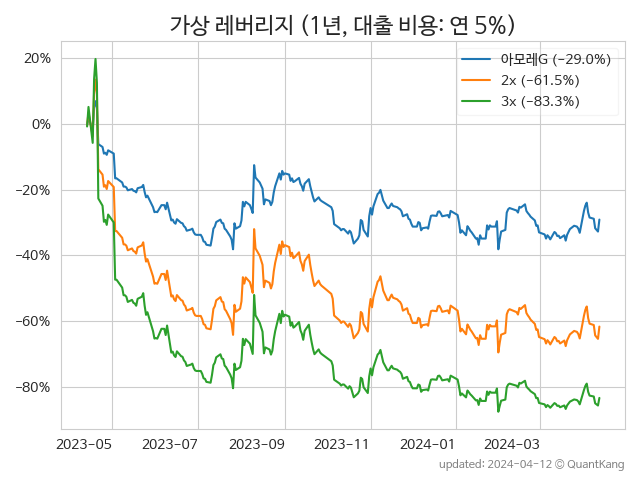 가상 레버리지 (1년, 대출 비용: 연 5%)
아모레G (−29.0%)
2x (−61.5%)
3x (−83.3%)
20%
0%
−20%
−40%
−60%
−80%
2023-05 2023-07 2023-09 2023-11 2024-01 2024-03
updated: 2024-04-12 © QuantKang